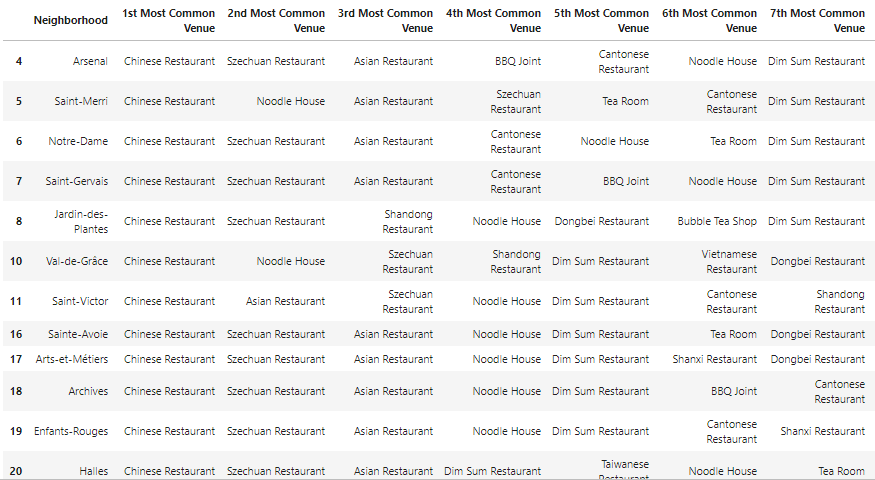 Neighborhood 1st Most Common Venue 2nd Most Common Venue 3rd Most Common Venue 4th Most Common Venue 5th Most Common Venue 6th Most Common Venue 7th Most Common Venue
4 Arsenal Chinese Restaurant Szechuan Restaurant Asian Restaurant BBQ Joint Cantonese Restaurant Noodle House Dim Sum Restaurant
5 Saint-Merri Chinese Restaurant Noodle House Asian Restaurant Szechuan Restaurant Tea Room Cantonese Restaurant Dim Sum Restaurant
6 Notre-Dame Chinese Restaurant Szechuan Restaurant Asian Restaurant Cantonese Restaurant Noodle House Tea Room Dim Sum Restaurant
7 Saint-Gervais Chinese Restaurant Szechuan Restaurant Asian Restaurant Cantonese Restaurant BBQ Joint Noodle House Dim Sum Restaurant
8 Jardin-des-Plantes Chinese Restaurant Szechuan Restaurant Shandong Restaurant Noodle House Dongbei Restaurant Bubble Tea Shop Dim Sum Restaurant
10 Val-de-Grâce Chinese Restaurant Noodle House Szechuan Restaurant Shandong Restaurant Dim Sum Restaurant Vietnamese Restaurant Dongbei Restaurant
11 Saint-Victor Chinese Restaurant Asian Restaurant Szechuan Restaurant Noodle House Dim Sum Restaurant Cantonese Restaurant Shandong Restaurant
16 Sainte-Avoie Chinese Restaurant Szechuan Restaurant Asian Restaurant Noodle House Dim Sum Restaurant Tea Room Dongbei Restaurant
17 Arts-et-Métiers Chinese Restaurant Szechuan Restaurant Asian Restaurant Noodle House Dim Sum Restaurant Shanxi Restaurant Dongbei Restaurant
18 Archives Chinese Restaurant Szechuan Restaurant Asian Restaurant Noodle House Dim Sum Restaurant BBQ Joint Cantonese Restaurant
19 Enfants-Rouges Chinese Restaurant Szechuan Restaurant Asian Restaurant Noodle House Dim Sum Restaurant Cantonese Restaurant Shanxi Restaurant
20 Halles Chinese Restaurant Szechuan Restaurant Asian Restaurant Dim Sum Restaurant Taiwanese Restaurant Noodle House Tea Room